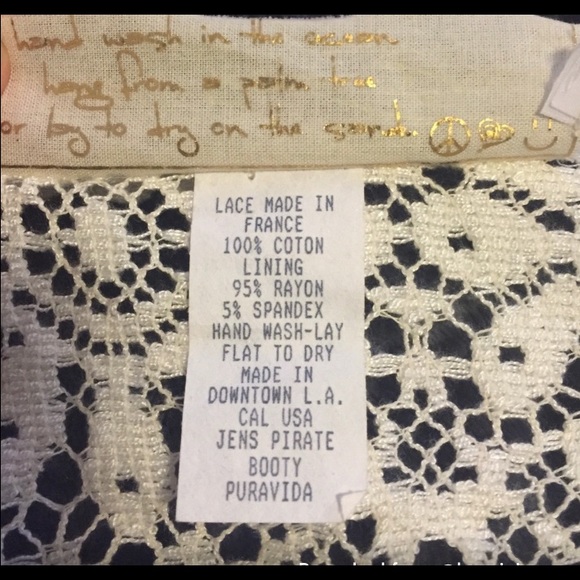 hand wash in the ocean
hang from a palm tree
or lay to dry on the sand
LACE MADE IN
FRANCE
100% COTON
LINING
95% RAYON
5% SPANDEX
HAND WASH-LAY
FLAT TO DRY
MADE IN
DOWNTOWN L.A.
CAL USA
JENS PIRATE
BOOTY
PURAVIDA